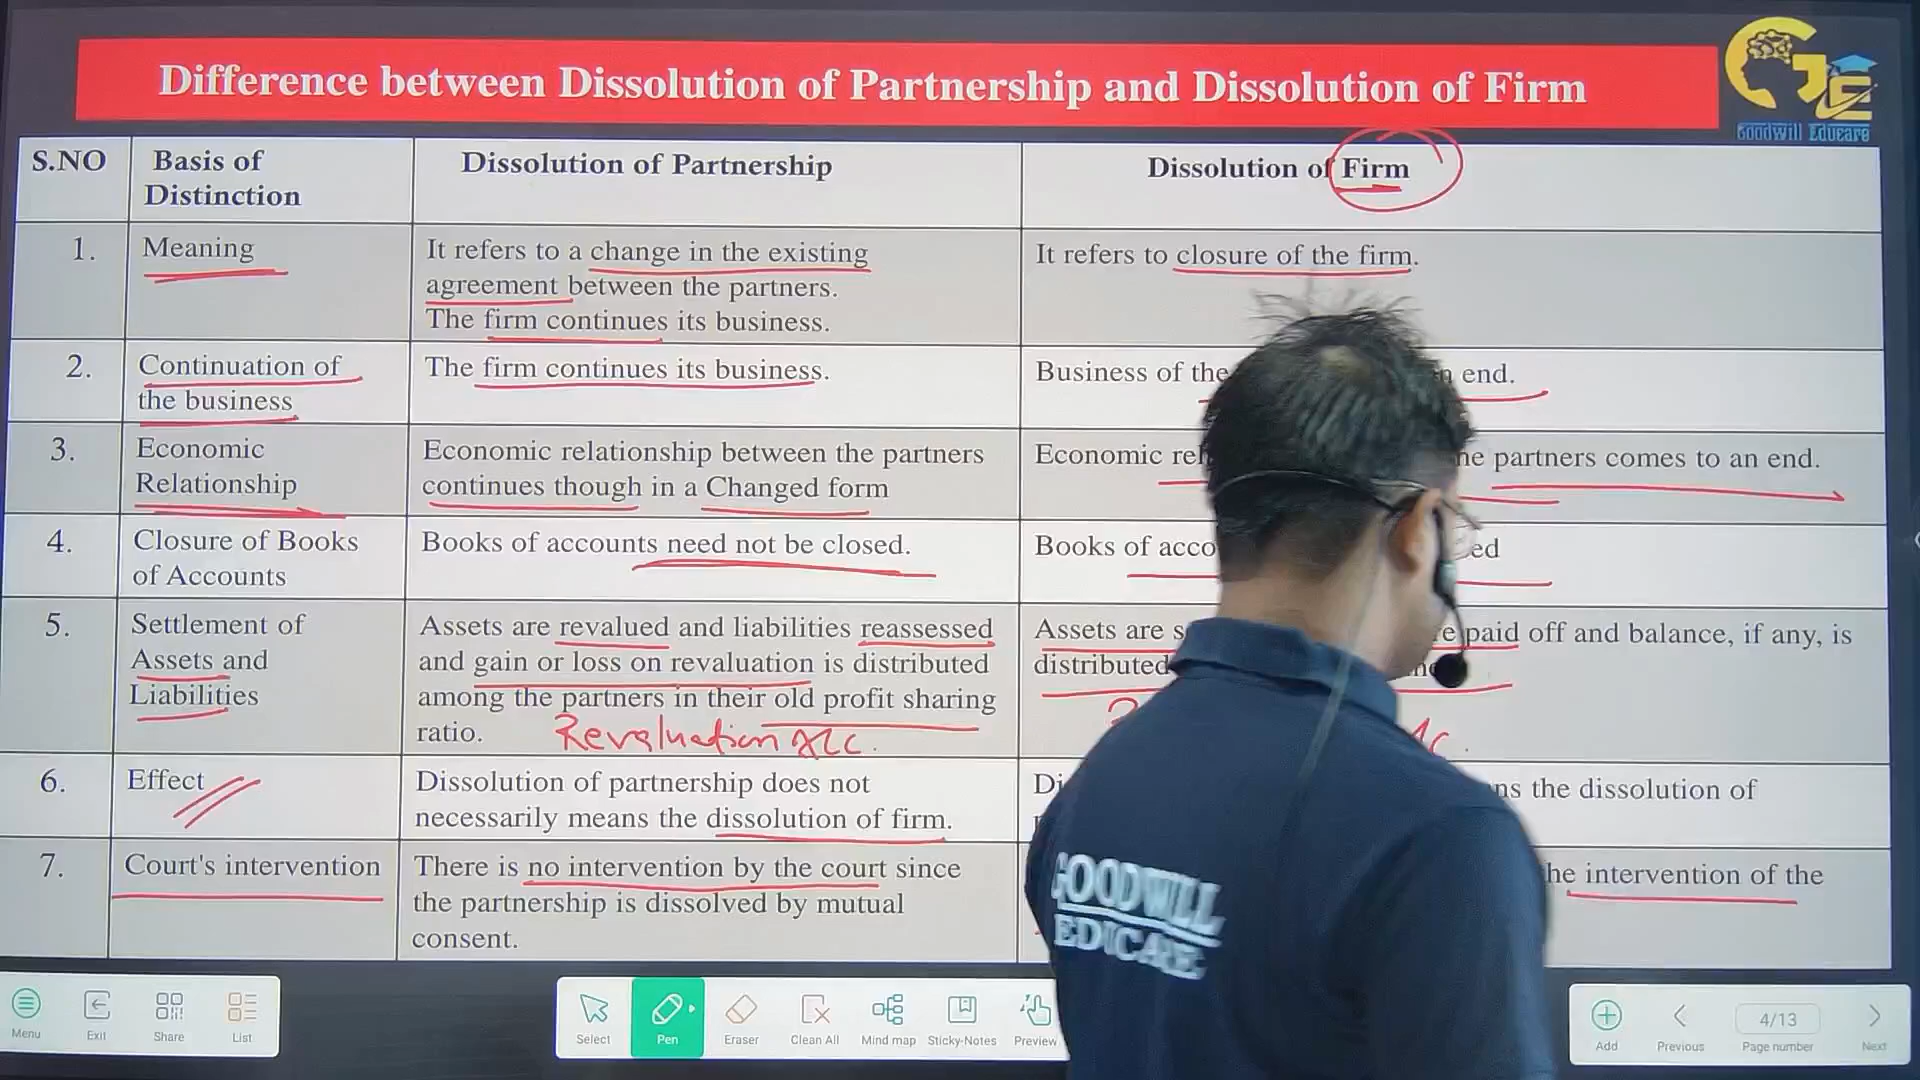 Difference between Dissolution of Partnership and Dissolution of Firm
GE
Goodwill Educare
S.NO
Basis of
Distinction
Dissolution of Partnership
Dissolution of Firm
1.
Meaning
It refers to a change in the existing
agreement between the partners.
The firm continues its business.
It refers to closure of the firm.
2.
Continuation of
the business
The firm continues its business.
Business of the
end.
3.
Economic
Relationship
Economic relationship between the partners
continues though in a Changed form
Economic
partners comes to an end.
4.
Closure of Books
of Accounts
Books of accounts need not be closed.
Books of
5.
Settlement of
Assets and
Liabilities
Assets are revalued and liabilities reassessed
and gain or loss on revaluation is distributed
among the partners in their old profit sharing
ratio.
Revaluation A/c.
Assets are
paid off and balance, if any, is
distributed
6.
Effect
Dissolution of partnership does not
necessarily means the dissolution of firm.
the dissolution of
7.
Court's intervention
There is no intervention by the court since
the partnership is dissolved by mutual
consent.
intervention of the
GOODWILL
EDUCARE
Menu
Exit
Share
List
Select
Pen
Eraser
Clean All
Mind map
Sticky-Notes
Preview
Add
Previous
4/13
Page number
Next